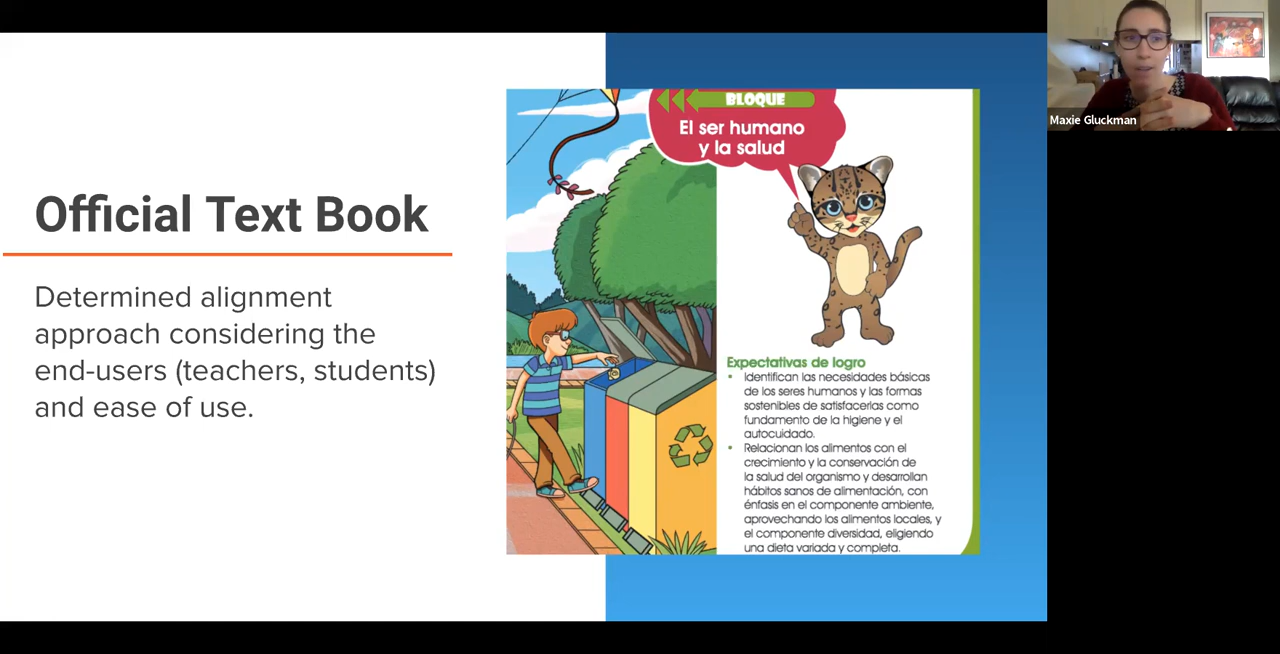 Official Text Book
Determined alignment
approach considering the
end-users (teachers, students)
and ease of use.
BLOQUE
El ser humano
y la salud
Expectativas de logro
• Identifican las necesidades básicas
de los seres humanos y las formas
sostenibles de satisfacerlas como
fundamento de la higiene y el
autocuidado.
• Relacionan los alimentos con el
crecimiento y la conservación de
la salud del organismo y desarrollan
hábitos sanos de alimentación, con
énfasis en el componente ambiente,
aprovechando los alimentos locales, y
el componente diversidad, eligiendo
una dieta variada y completa.
Maxie Gluckman